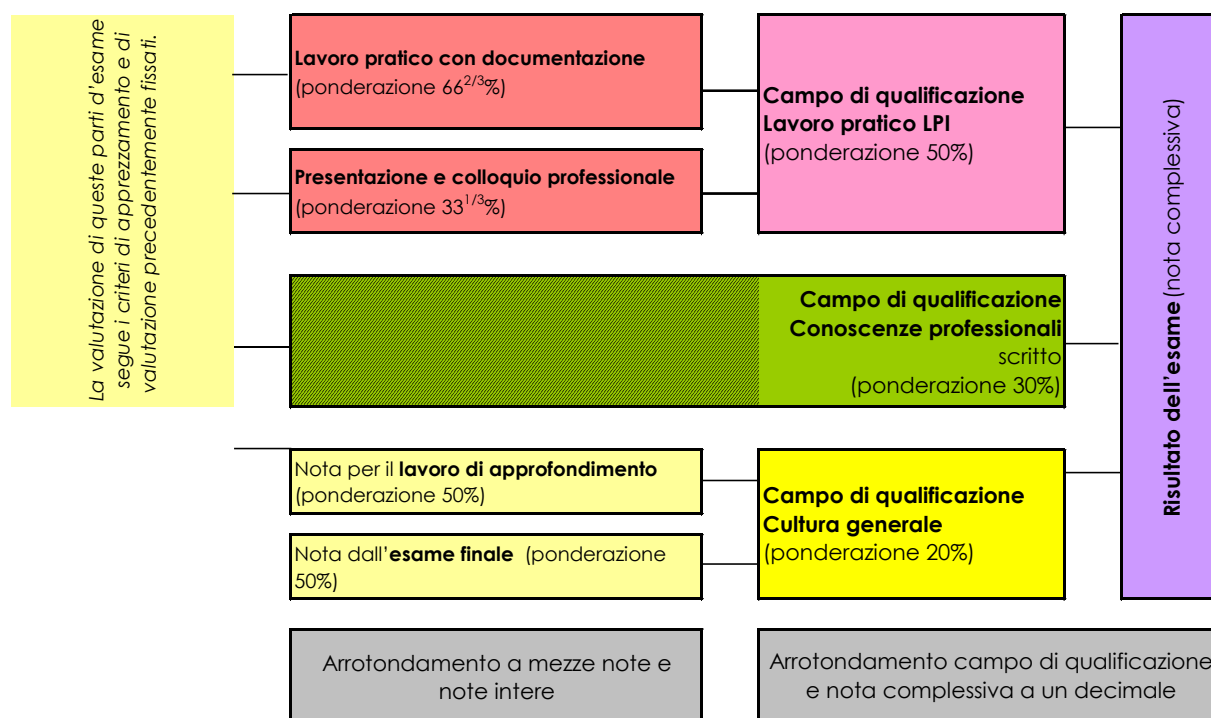 La valutazione di queste parti d'esame
segue i criteri di apprezzamento e di
valutazione precedentemente fissati.
Lavoro pratico con documentazione
(ponderazione 66^2/3%)
Presentazione e colloquio professionale
(ponderazione 33^1/3%)
Campo di qualificazione
Lavoro pratico LPI
(ponderazione 50%)
Campo di qualificazione
Conoscenze professionali
scritto
(ponderazione 30%)
Nota per il lavoro di approfondimento
(ponderazione 50%)
Nota dall'esame finale (ponderazione
50%)
Campo di qualificazione
Cultura generale
(ponderazione 20%)
Risultato dell'esame (nota complessiva)
Arrotondamento a mezze note e
note intere
Arrotondamento campo di qualificazione
e nota complessiva a un decimale